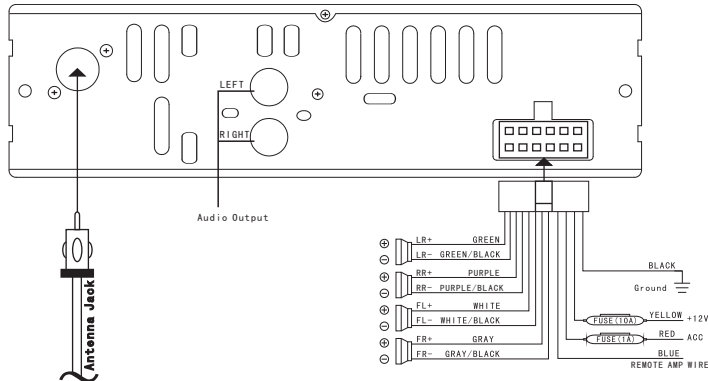 LEFT
RIGHT
Audio Output
Antenna Jack
LR+ GREEN
LR- GREEN/BLACK
RR+ PURPLE
RR- PURPLE/BLACK
FL+ WHITE
FL- WHITE/BLACK
FR+ GRAY
FR- GRAY/BLACK
BLACK
Ground
FUSE(10A) YELLOW +12V
FUSE(1A) RED ACC
BLUE
REMOTE AMP WIRE